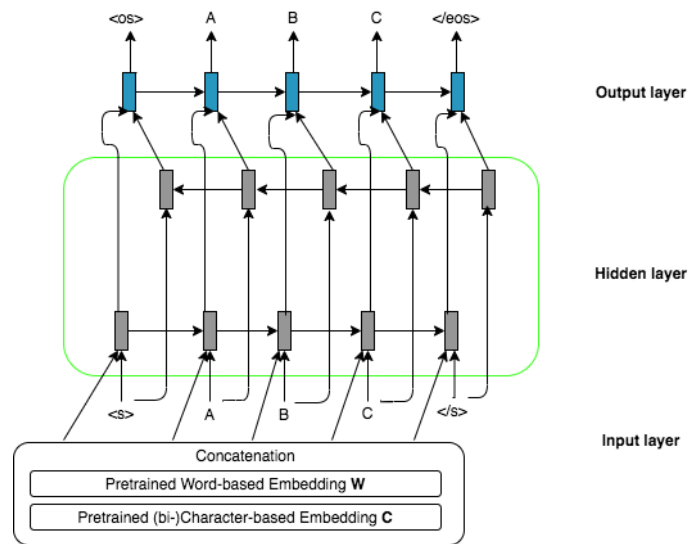 <os> A B C </eos>
Output layer
Hidden layer
<s> A B C </s>
Input layer
Concatenation
Pretrained Word-based Embedding W
Pretrained (bi-)Character-based Embedding C